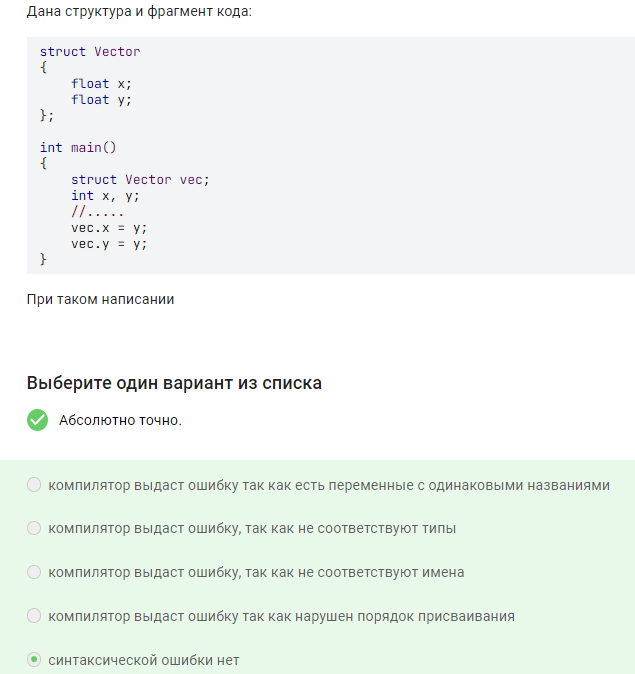 Дана структура и фрагмент кода:
struct Vector
{
    float x;
    float y;
};
int main()
{
    struct Vector vec;
    int x, y;
    //.....
    vec.x = y;
    vec.y = y;
}
При таком написании
Выберите один вариант из списка
Абсолютно точно.
компилятор выдаст ошибку так как есть переменные с одинаковыми названиями
компилятор выдаст ошибку, так как не соответствуют типы
компилятор выдаст ошибку, так как не соответствуют имена
компилятор выдаст ошибку так как нарушен порядок присваивания
синтаксической ошибки нет